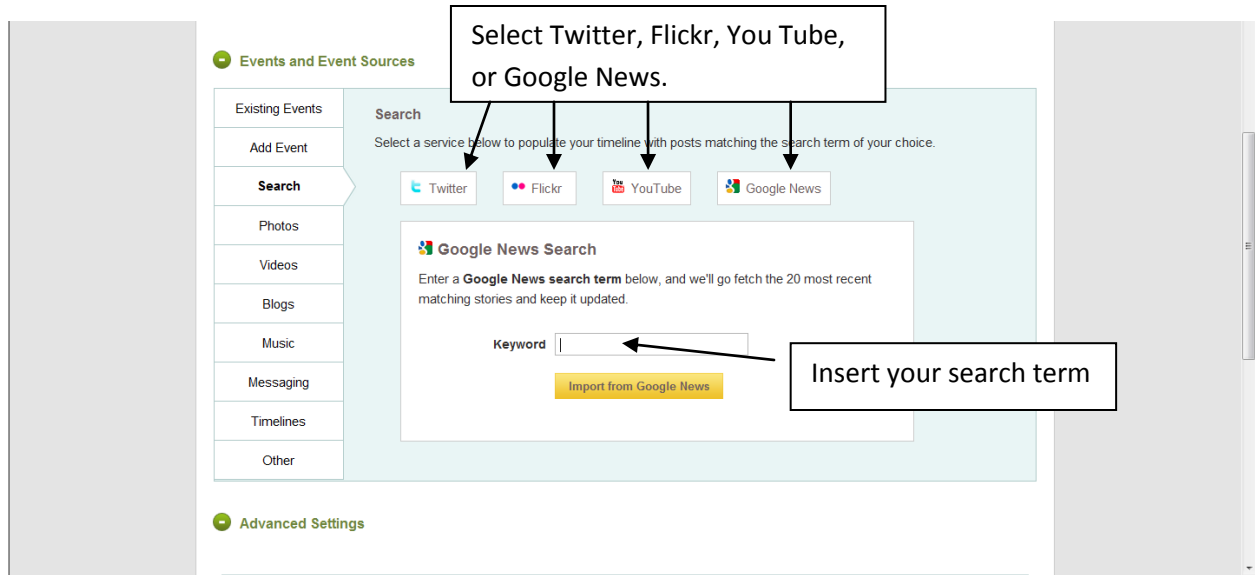 Select Twitter, Flickr, You Tube,
or Google News.
Events and Event Sources
Existing Events
Add Event
Search
Photos
Videos
Blogs
Music
Messaging
Timelines
Other
Search
Select a service below to populate your timeline with posts matching the search term of your choice.
Twitter
Flickr
You Tube YouTube
Google News
Google News Search
Enter a Google News search term below, and we'll go fetch the 20 most recent
matching stories and keep it updated.
Keyword
Import from Google News
Insert your search term
Advanced Settings